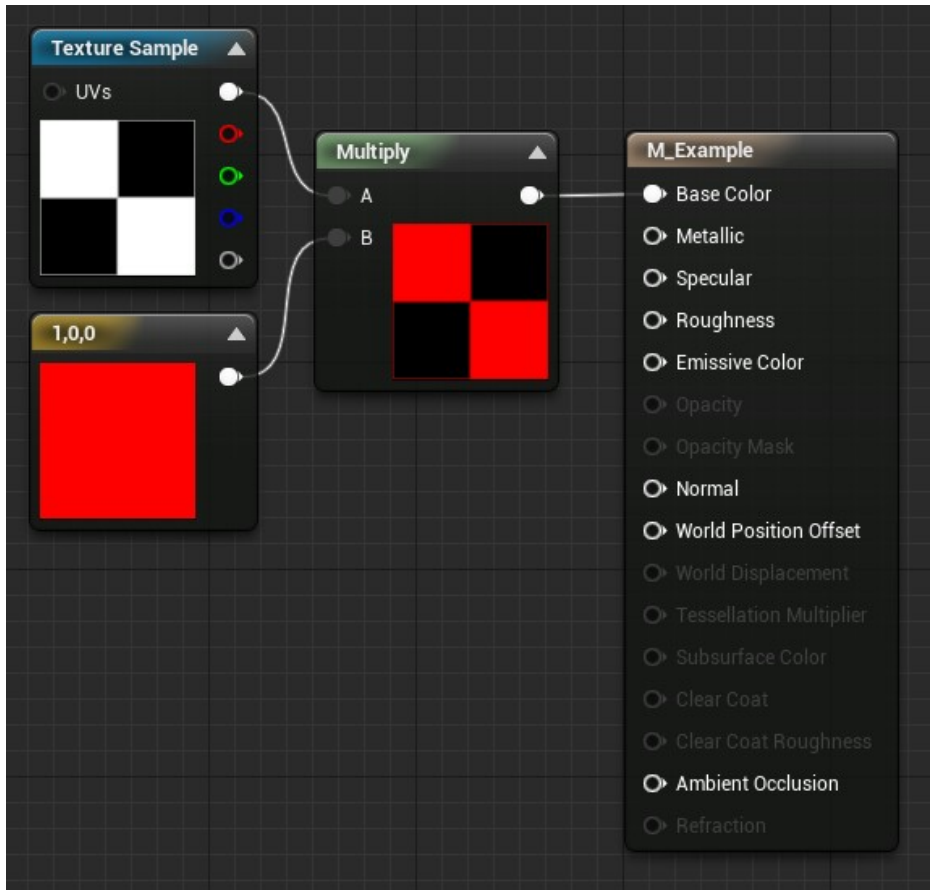 Texture Sample
UVs
1,0,0
Multiply
A
B
M_Example
Base Color
Metallic
Specular
Roughness
Emissive Color
Opacity
Opacity Mask
Normal
World Position Offset
World Displacement
Tessellation Multiplier
Subsurface Color
Clear Coat
Clear Coat Roughness
Ambient Occlusion
Refraction